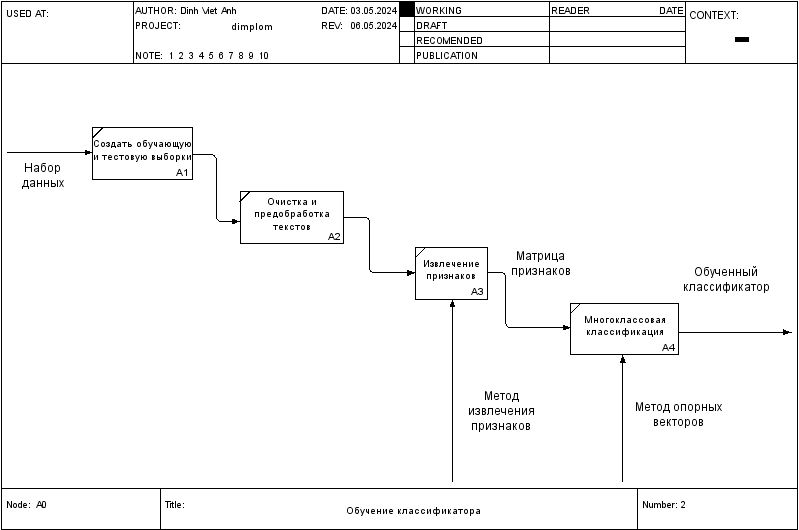 USED AT:
AUTHOR: Dinh Viet Anh
DATE: 03.05.2024
PROJECT: dimplom
REV: 06.05.2024
NOTE: 1 2 3 4 5 6 7 8 9 10
WORKING
DRAFT
RECOMENDED
PUBLICATION
READER
DATE
CONTEXT:
Создать обучающую
и тестовую выборки
A1
Набор
данных
Очистка и
предобработка
текстов
A2
Извлечение
признаков
A3
Матрица
признаков
Обученный
классификатор
Многоклассовая
классификация
A4
Метод
извлечения
признаков
Метод опорных
векторов
Node: A0
Title:
Обучение классификатора
Number: 2